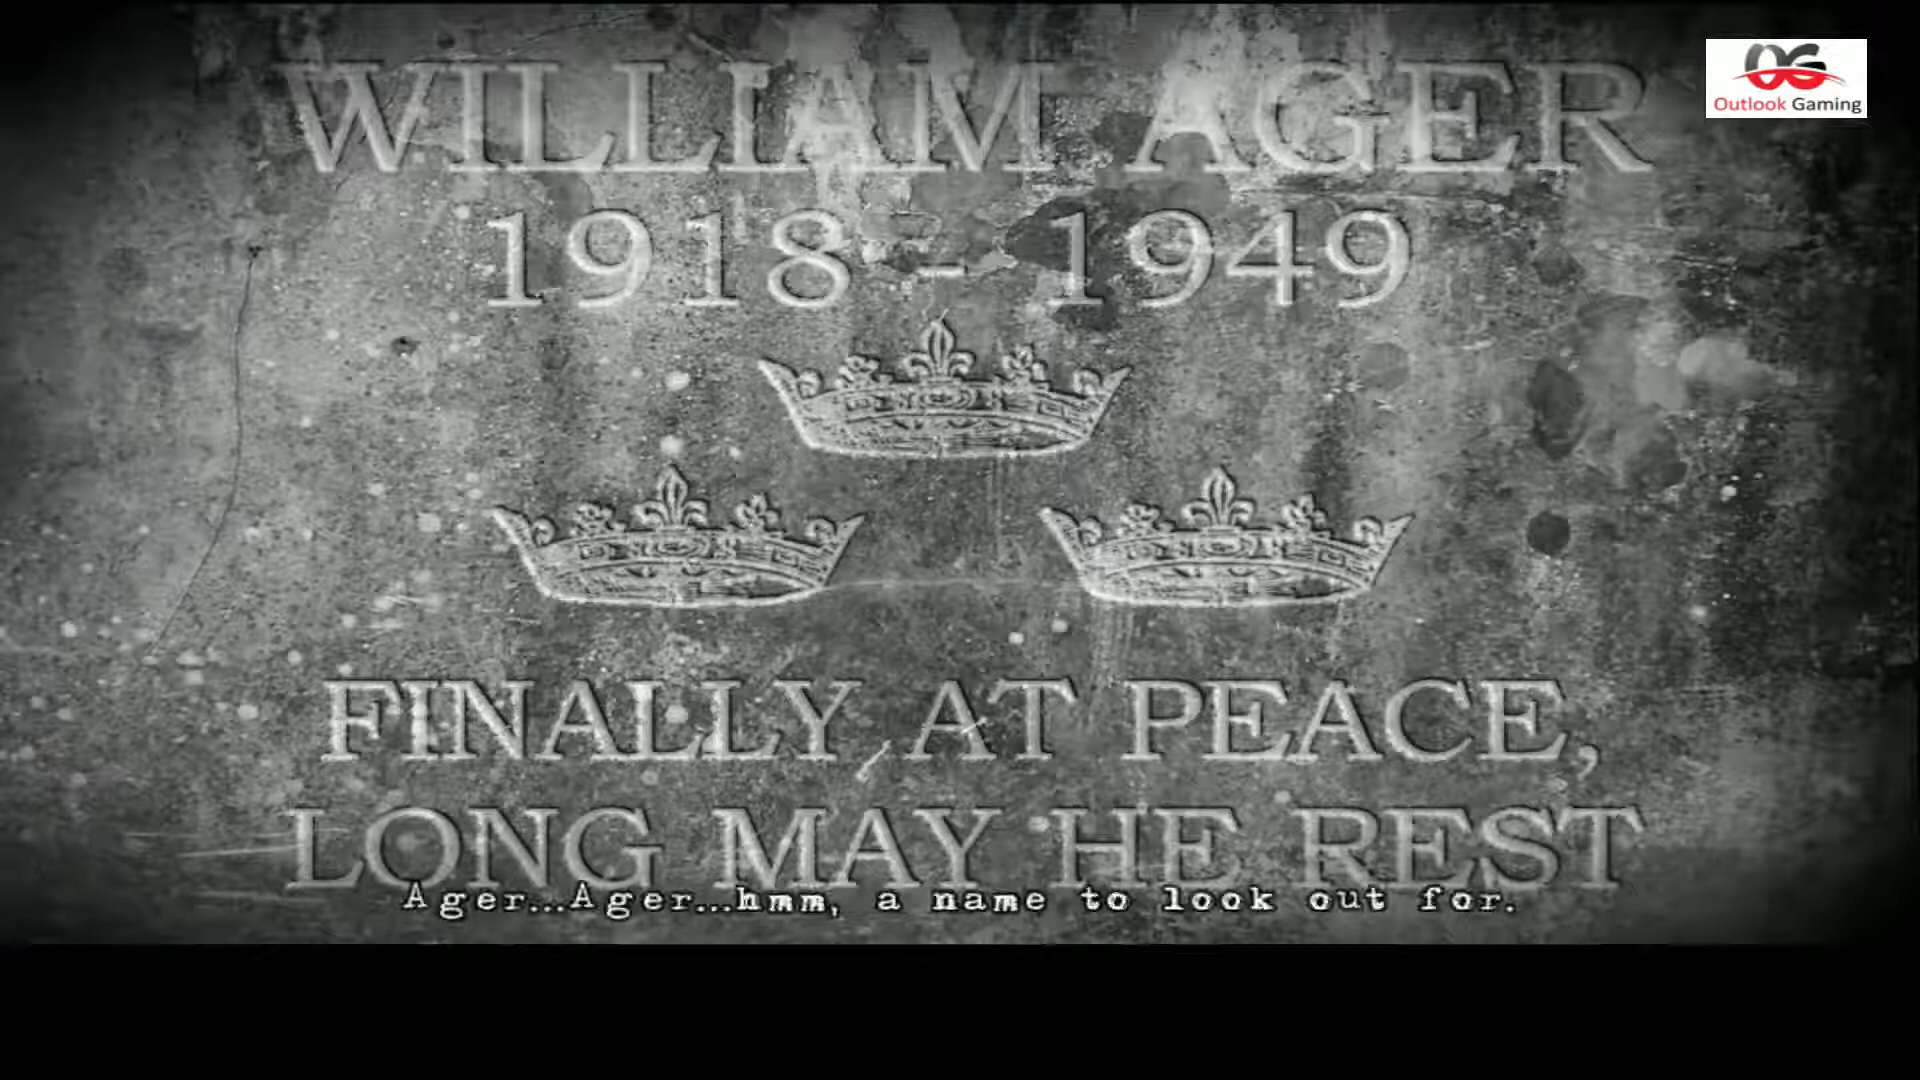 WILLIAM AGER
1918 - 1949
FINALLY AT PEACE,
LONG MAY HE REST
Ager...Ager...hmm, a name to look out for.
OG
Outlook Gaming